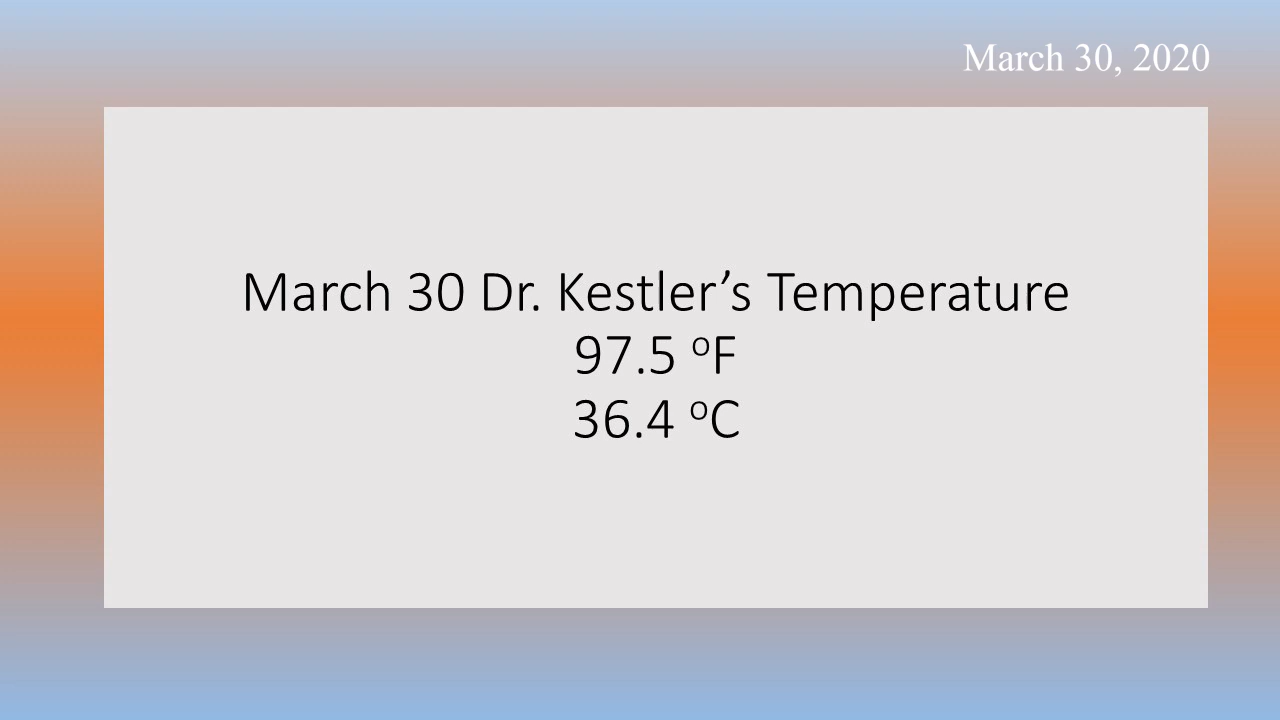 March 30, 2020
March 30 Dr. Kestler’s Temperature
97.5 ºF
36.4 ºC